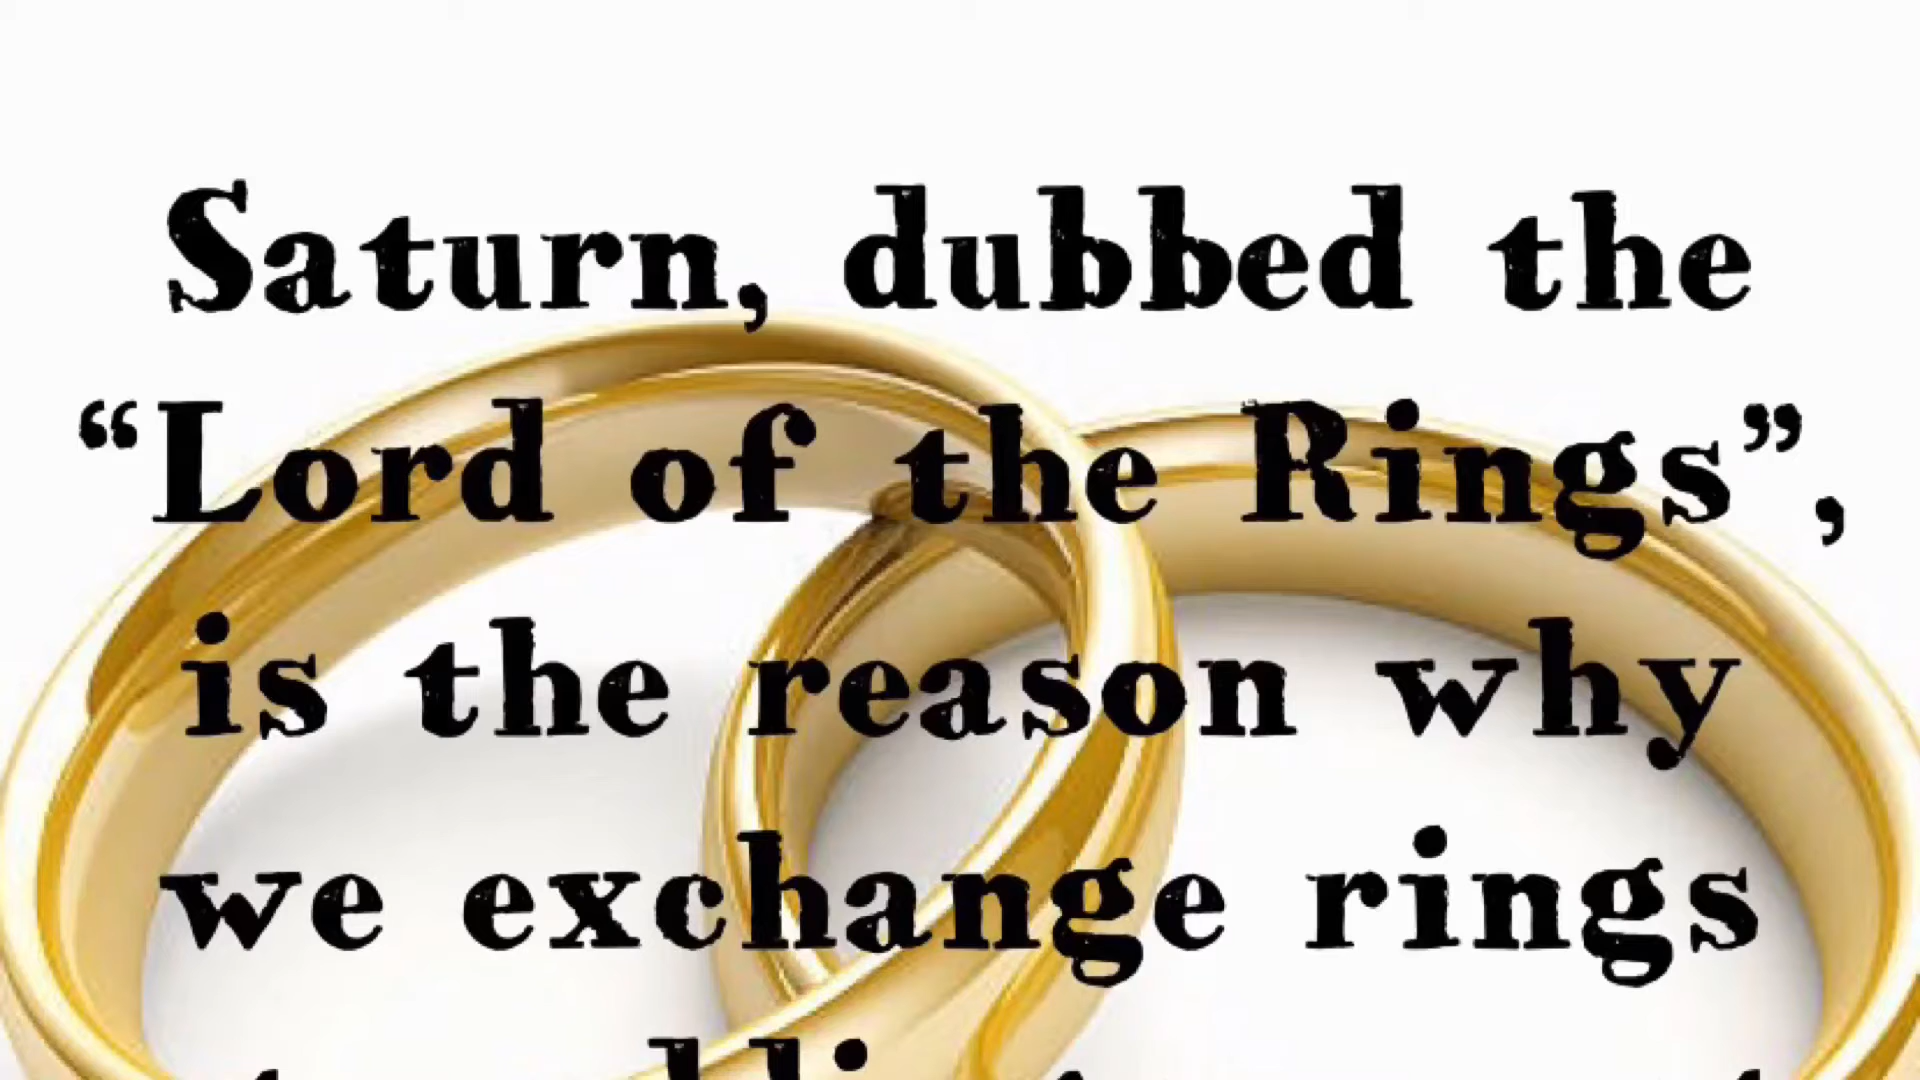 Saturn, dubbed the
“Lord of the Rings”,
is the reason why
we exchange rings